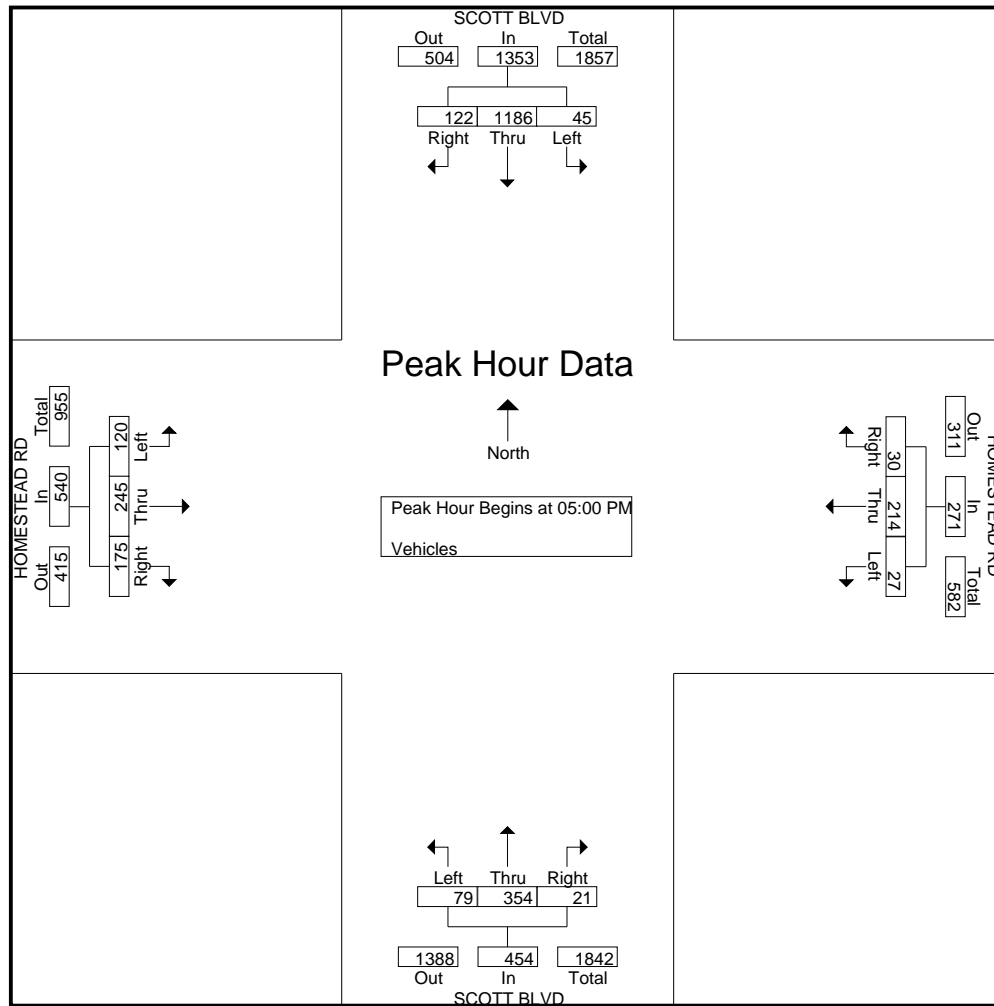 SCOTT BLVD
Out In Total
504 1353 1857
122 1186 45
Right Thru Left
Peak Hour Data
North
Peak Hour Begins at 05:00 PM
Vehicles
HOMESTEAD RD
Out In Total
415 540 955
175 245 120
Right Thru Left
HOMESTEAD RD
Out In Total
311 271 582
30 214 27
Right Thru Left
Left Thru Right
79 354 21
1388 454 1842
Out In Total
SCOTT BLVD